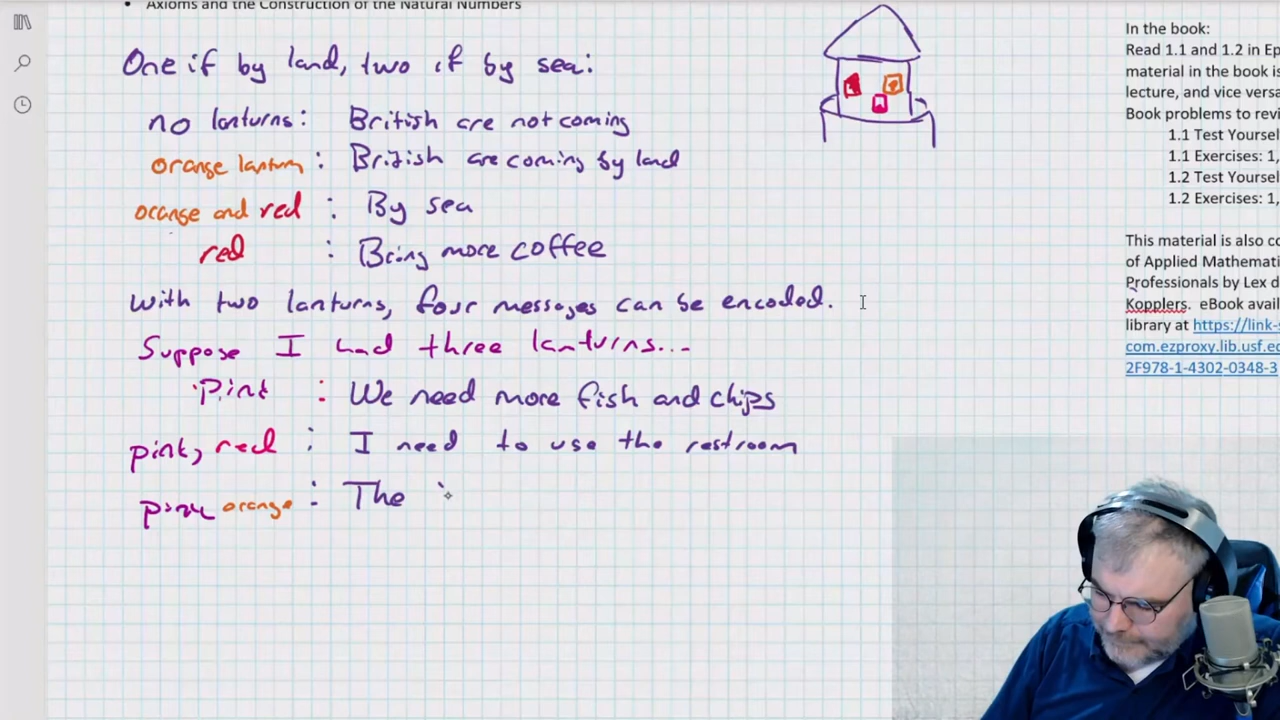 Axioms and the Construction of the Natural Numbers
One if by land, two if by sea:
no lanturns: British are not coming
orange lanturn: British are coming by land
orange and red: By sea
red: Bring more coffee
With two lanturns, four messages can be encoded.
Suppose I had three lanturns...
Pink: We need more fish and chips
pink, red: I need to use the restroom
pink orange: The
In the book:
Read 1.1 and 1.2 in Ep
material in the book is
lecture, and vice versa
Book problems to revi
1.1 Test Yoursel
1.1 Exercises: 1,
1.2 Test Yoursel
1.2 Exercises: 1,
This material is also co
of Applied Mathemati
Professionals by Lex d
Kopplers. eBook avail
library at https://link-s
com.ezproxy.lib.usf.ed
2F978-1-4302-0348-3